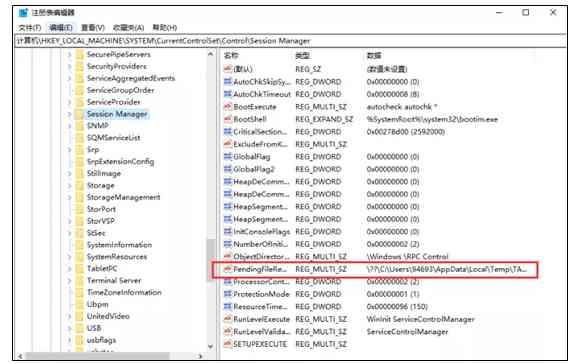 注册表编辑器
文件(F) 编辑(E) 查看(V) 收藏夹(A) 帮助(H)
计算机\HKEY_LOCAL_MACHINE\SYSTEM\CurrentControlSet\Control\Session Manager
SecurePipeServers
SecurityProviders
ServiceAggregatedEvents
ServiceGroupOrder
ServiceProvider
Session Manager
SNMP
SQMServiceList
Srp
SrpExtensionConfig
StillImage
Storage
StorageManagement
StorPort
StorVSP
StSec
SystemInformation
SystemResources
TabletPC
Terminal Server
TimeZoneInformation
Ubpm
UnitedVideo
USB
usbflags
名称 类型 数据
(默认) REG_SZ (数值未设置)
AutoChkSkipSy... REG_DWORD 0x00000000 (0)
AutoChkTimeout REG_DWORD 0x00000008 (8)
BootExecute REG_MULTI_SZ autocheck autochk *
BootShell REG_EXPAND_SZ %SystemRoot%\system32\bootim.exe
CriticalSection... REG_DWORD 0x00278d00 (2592000)
ExcludeFromK... REG_MULTI_SZ
GlobalFlag REG_DWORD 0x00000000 (0)
GlobalFlag2 REG_DWORD 0x00000000 (0)
HeapDeComm... REG_DWORD 0x00000000 (0)
HeapDeComm... REG_DWORD 0x00000000 (0)
HeapSegment... REG_DWORD 0x00000000 (0)
HeapSegment... REG_DWORD 0x00000000 (0)
InitConsoleFlags REG_DWORD 0x00000000 (0)
NumberOfIniti... REG_DWORD 0x00000002 (2)
ObjectDirector... REG_MULTI_SZ \Windows \RPC Control
PendingFileRe... REG_MULTI_SZ \??\C:\Users\94693\AppData\Local\Temp\TA...
ProcessorCont... REG_DWORD 0x00000002 (2)
ProtectionMode REG_DWORD 0x00000001 (1)
ResourceTime... REG_DWORD 0x00000096 (150)
RunLevelExecute REG_MULTI_SZ WinInit ServiceControlManager
RunLevelValida... REG_MULTI_SZ ServiceControlManager
SETUPEXECUTE REG_MULTI_SZ